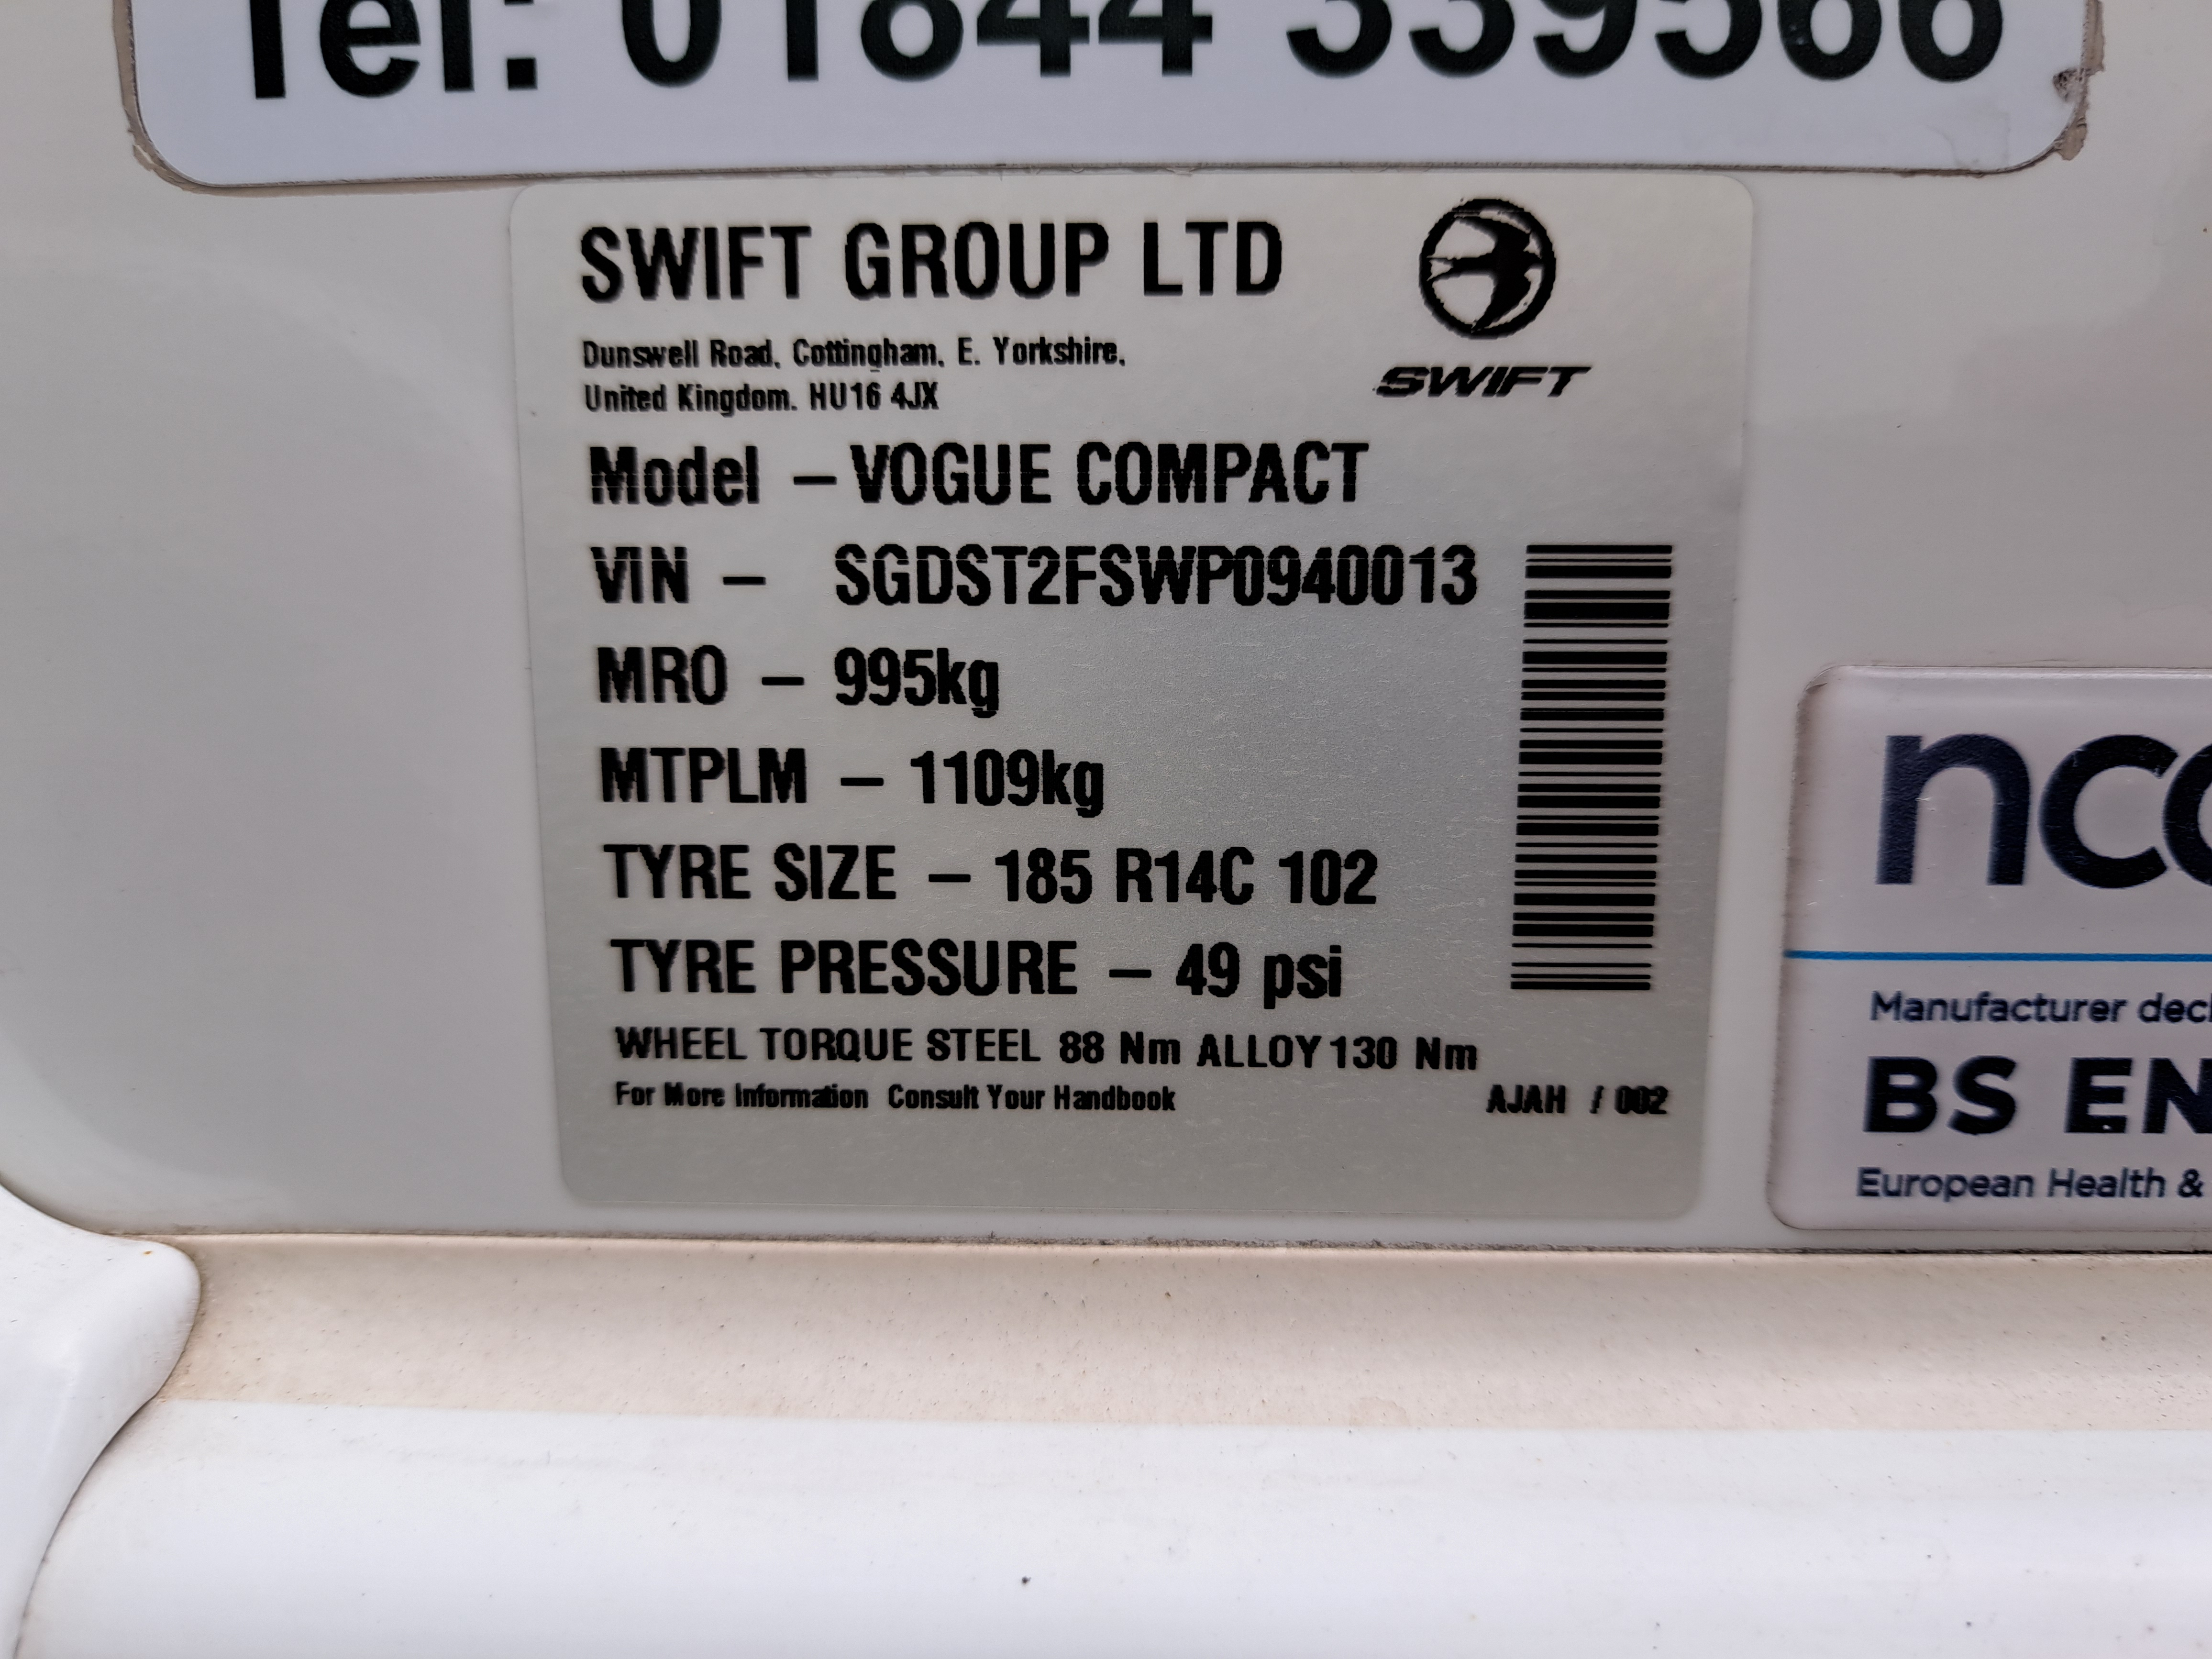 Tel: 01844 339566
SWIFT GROUP LTD
SWIFT
Dunswell Road, Cottingham, E. Yorkshire,
United Kingdom. HU16 4JX
Model – VOGUE COMPACT
VIN – SGDST2FSWP0940013
MRO – 995kg
MTPLM – 1109kg
TYRE SIZE – 185 R14C 102
TYRE PRESSURE – 49 psi
WHEEL TORQUE STEEL 88 Nm ALLOY 130 Nm
For More Information Consult Your Handbook
AJAH / 002
Manufacturer
BS EN
European Health &